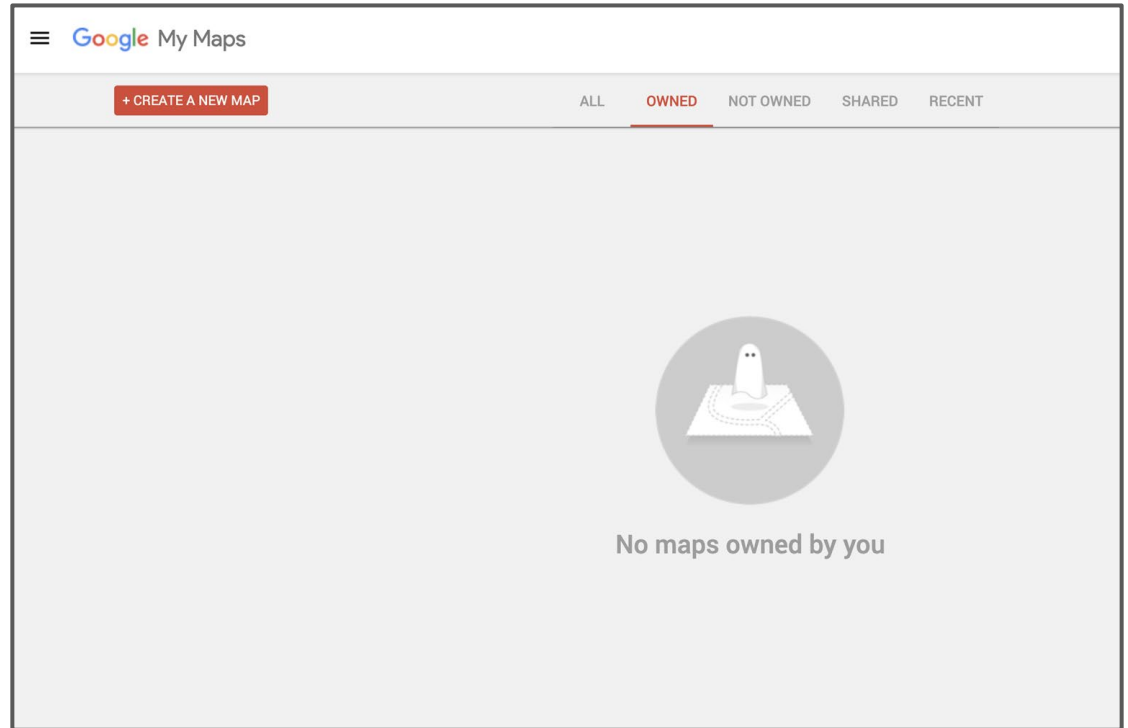 Google My Maps
+ CREATE A NEW MAP
ALL OWNED NOT OWNED SHARED RECENT
No maps owned by you